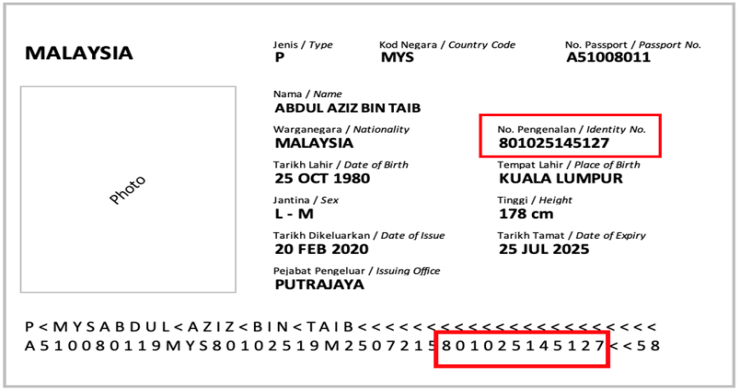 MALAYSIA
Jenis / Type Kod Negara / Country Code No. Passport / Passport No.
P MYS A51008011
Nama / Name
ABDUL AZIZ BIN TAIB
Warganegara / Nationality No. Pengenalan / Identity No.
MALAYSIA 801025145127
Tarikh Lahir / Date of Birth Tempat Lahir / Place of Birth
25 OCT 1980 KUALA LUMPUR
Photo
Jantina / Sex Tinggi / Height
L - M 178 cm
Tarikh Dikeluarkan / Date of Issue Tarikh Tamat / Date of Expiry
20 FEB 2020 25 JUL 2025
Pejabat Pengeluar / Issuing Office
PUTRAJAYA
P<MYSABDUL<AZIZ<BIN<TAIB<<<<<<<<<<<<<<<<<<<<
A510080119MYS80102519M2507215801025145127<<58